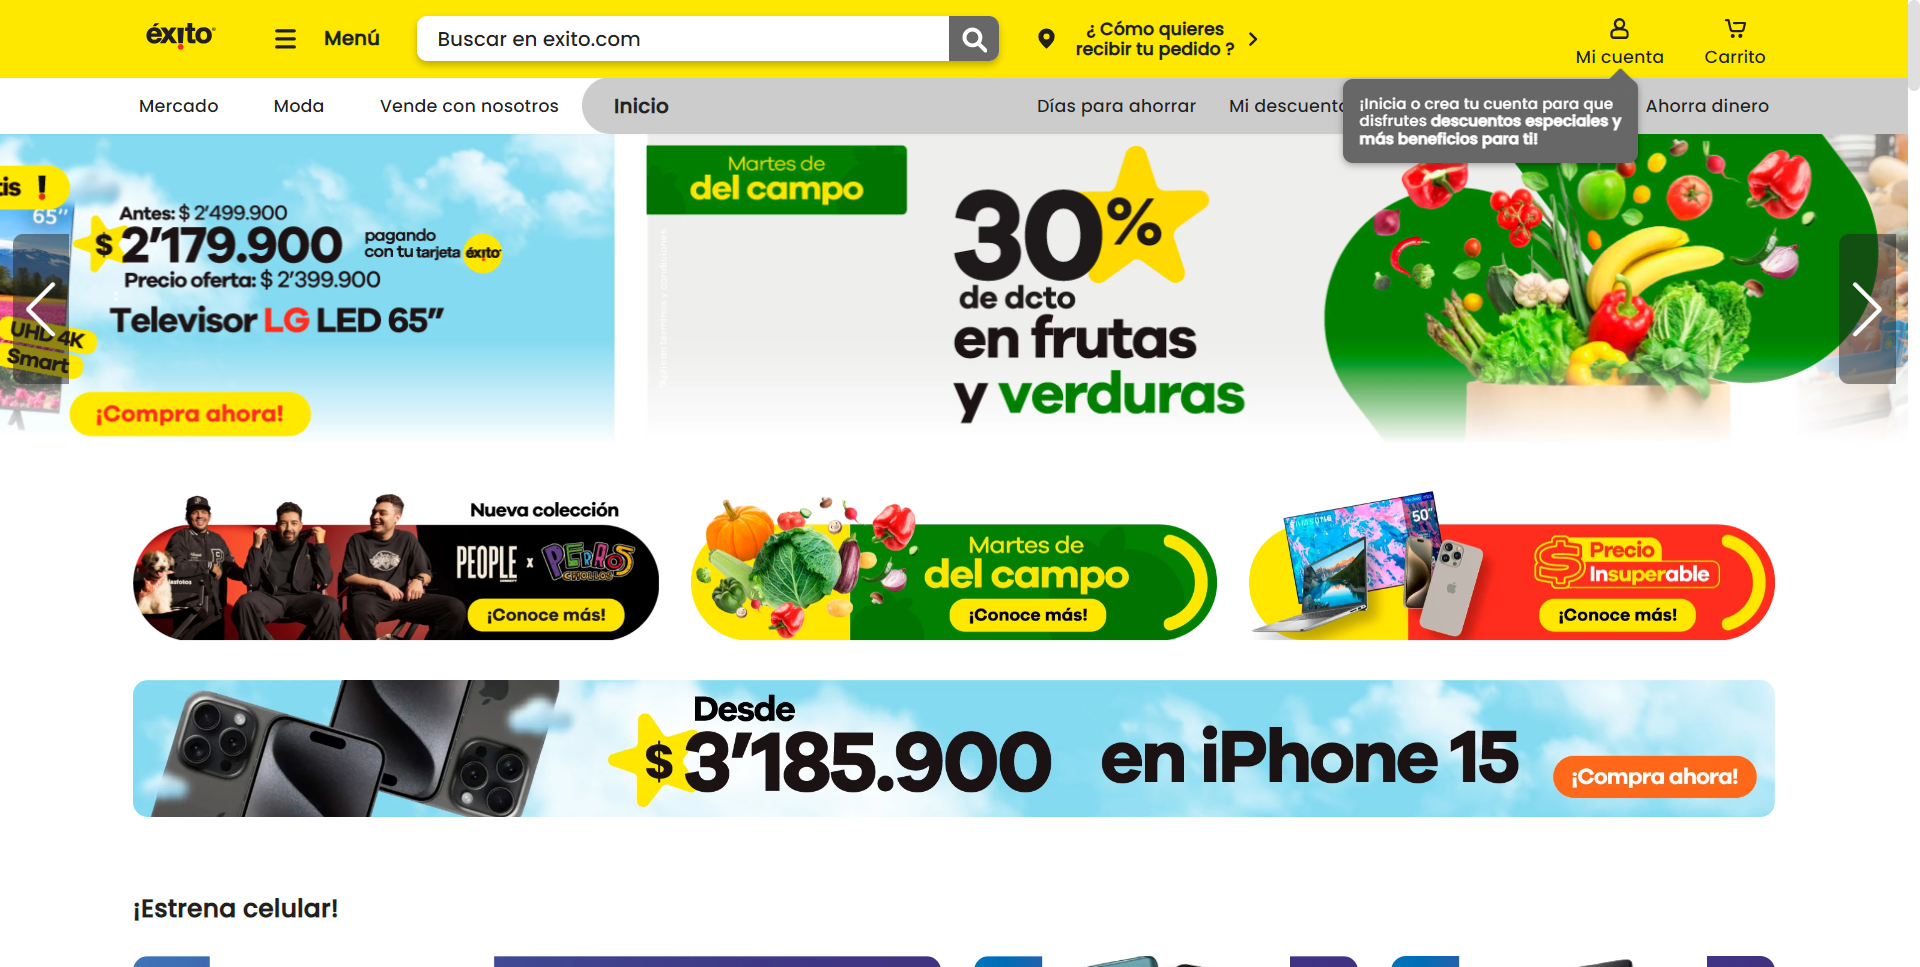 éxito
Menú
Buscar en exito.com
¿ Cómo quieres
recibir tu pedido ?
Mi cuenta
Carrito
Mercado
Moda
Vende con nosotros
Inicio
Días para ahorrar
Mi descuento
Ahorra dinero
¡Inicia o crea tu cuenta para que
disfrutes descuentos especiales y
más beneficios para ti!
tis !
65”
Antes: $ 2’499.900
$ 2’179.900
pagando
con tu tarjeta éxito
Precio oferta: $ 2’399.900
Televisor LG LED 65”
UHD 4K
Smart
¡Compra ahora!
Martes de
del campo
30%
de dcto
en frutas
y verduras
Nueva colección
PEOPLE x PERROS
CRIOLLOS
¡Conoce más!
Martes de
del campo
¡Conoce más!
SAMSUNG
50”
Precio
Insuperable
¡Conoce más!
Desde
$ 3’185.900 en iPhone 15
¡Compra ahora!
¡Estrena celular!